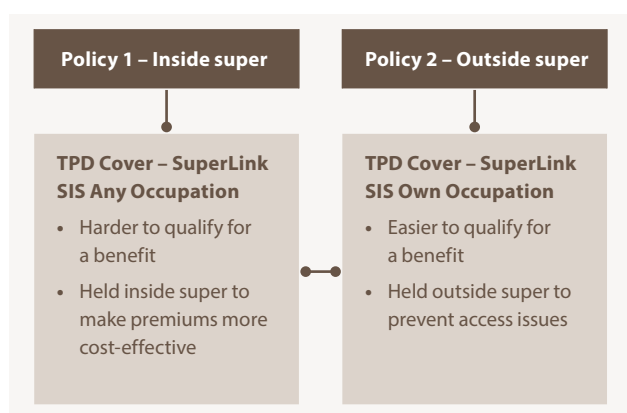 Policy 1 – Inside super
TPD Cover – SuperLink
SIS Any Occupation
• Harder to qualify for
a benefit
• Held inside super to
make premiums more
cost-effective
Policy 2 – Outside super
TPD Cover – SuperLink
SIS Own Occupation
• Easier to qualify for
a benefit
• Held outside super to
prevent access issues